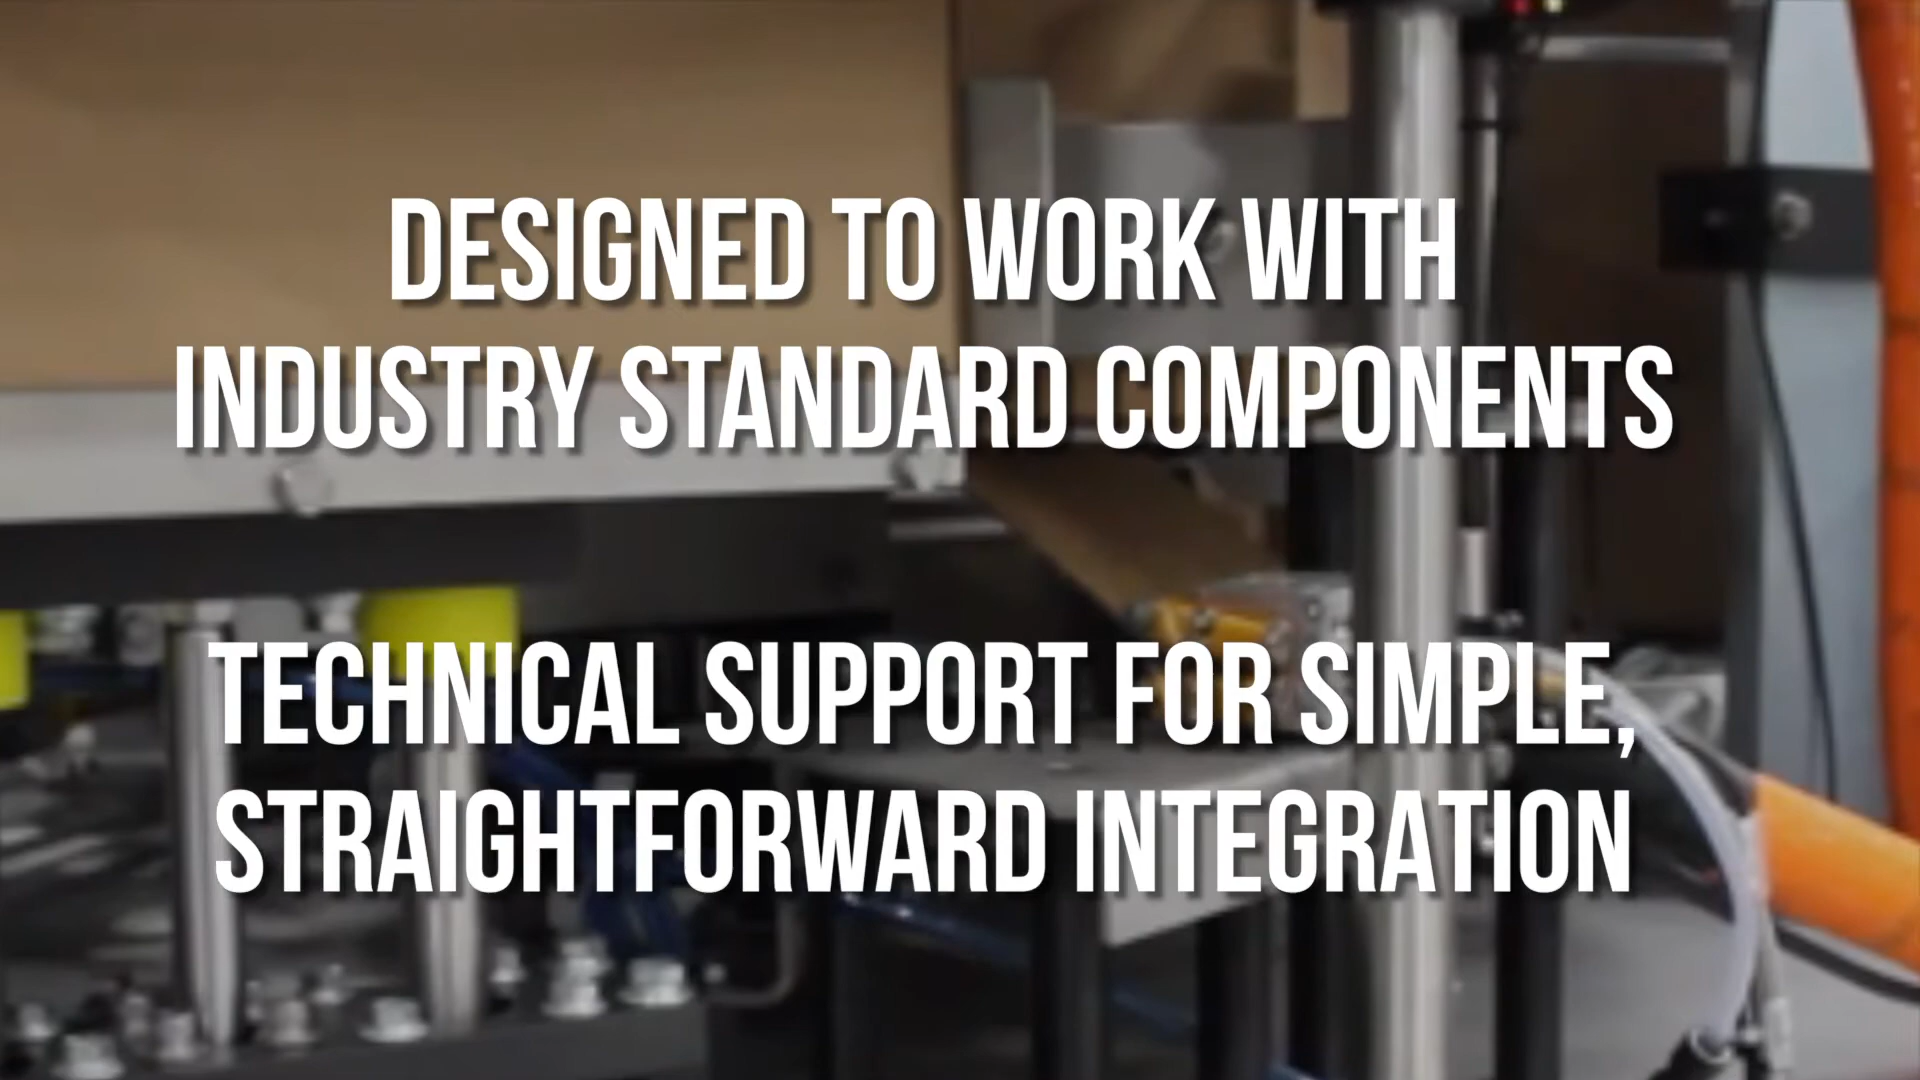 DESIGNED TO WORK WITH
INDUSTRY STANDARD COMPONENTS
TECHNICAL SUPPORT FOR SIMPLE,
STRAIGHTFORWARD INTEGRATION